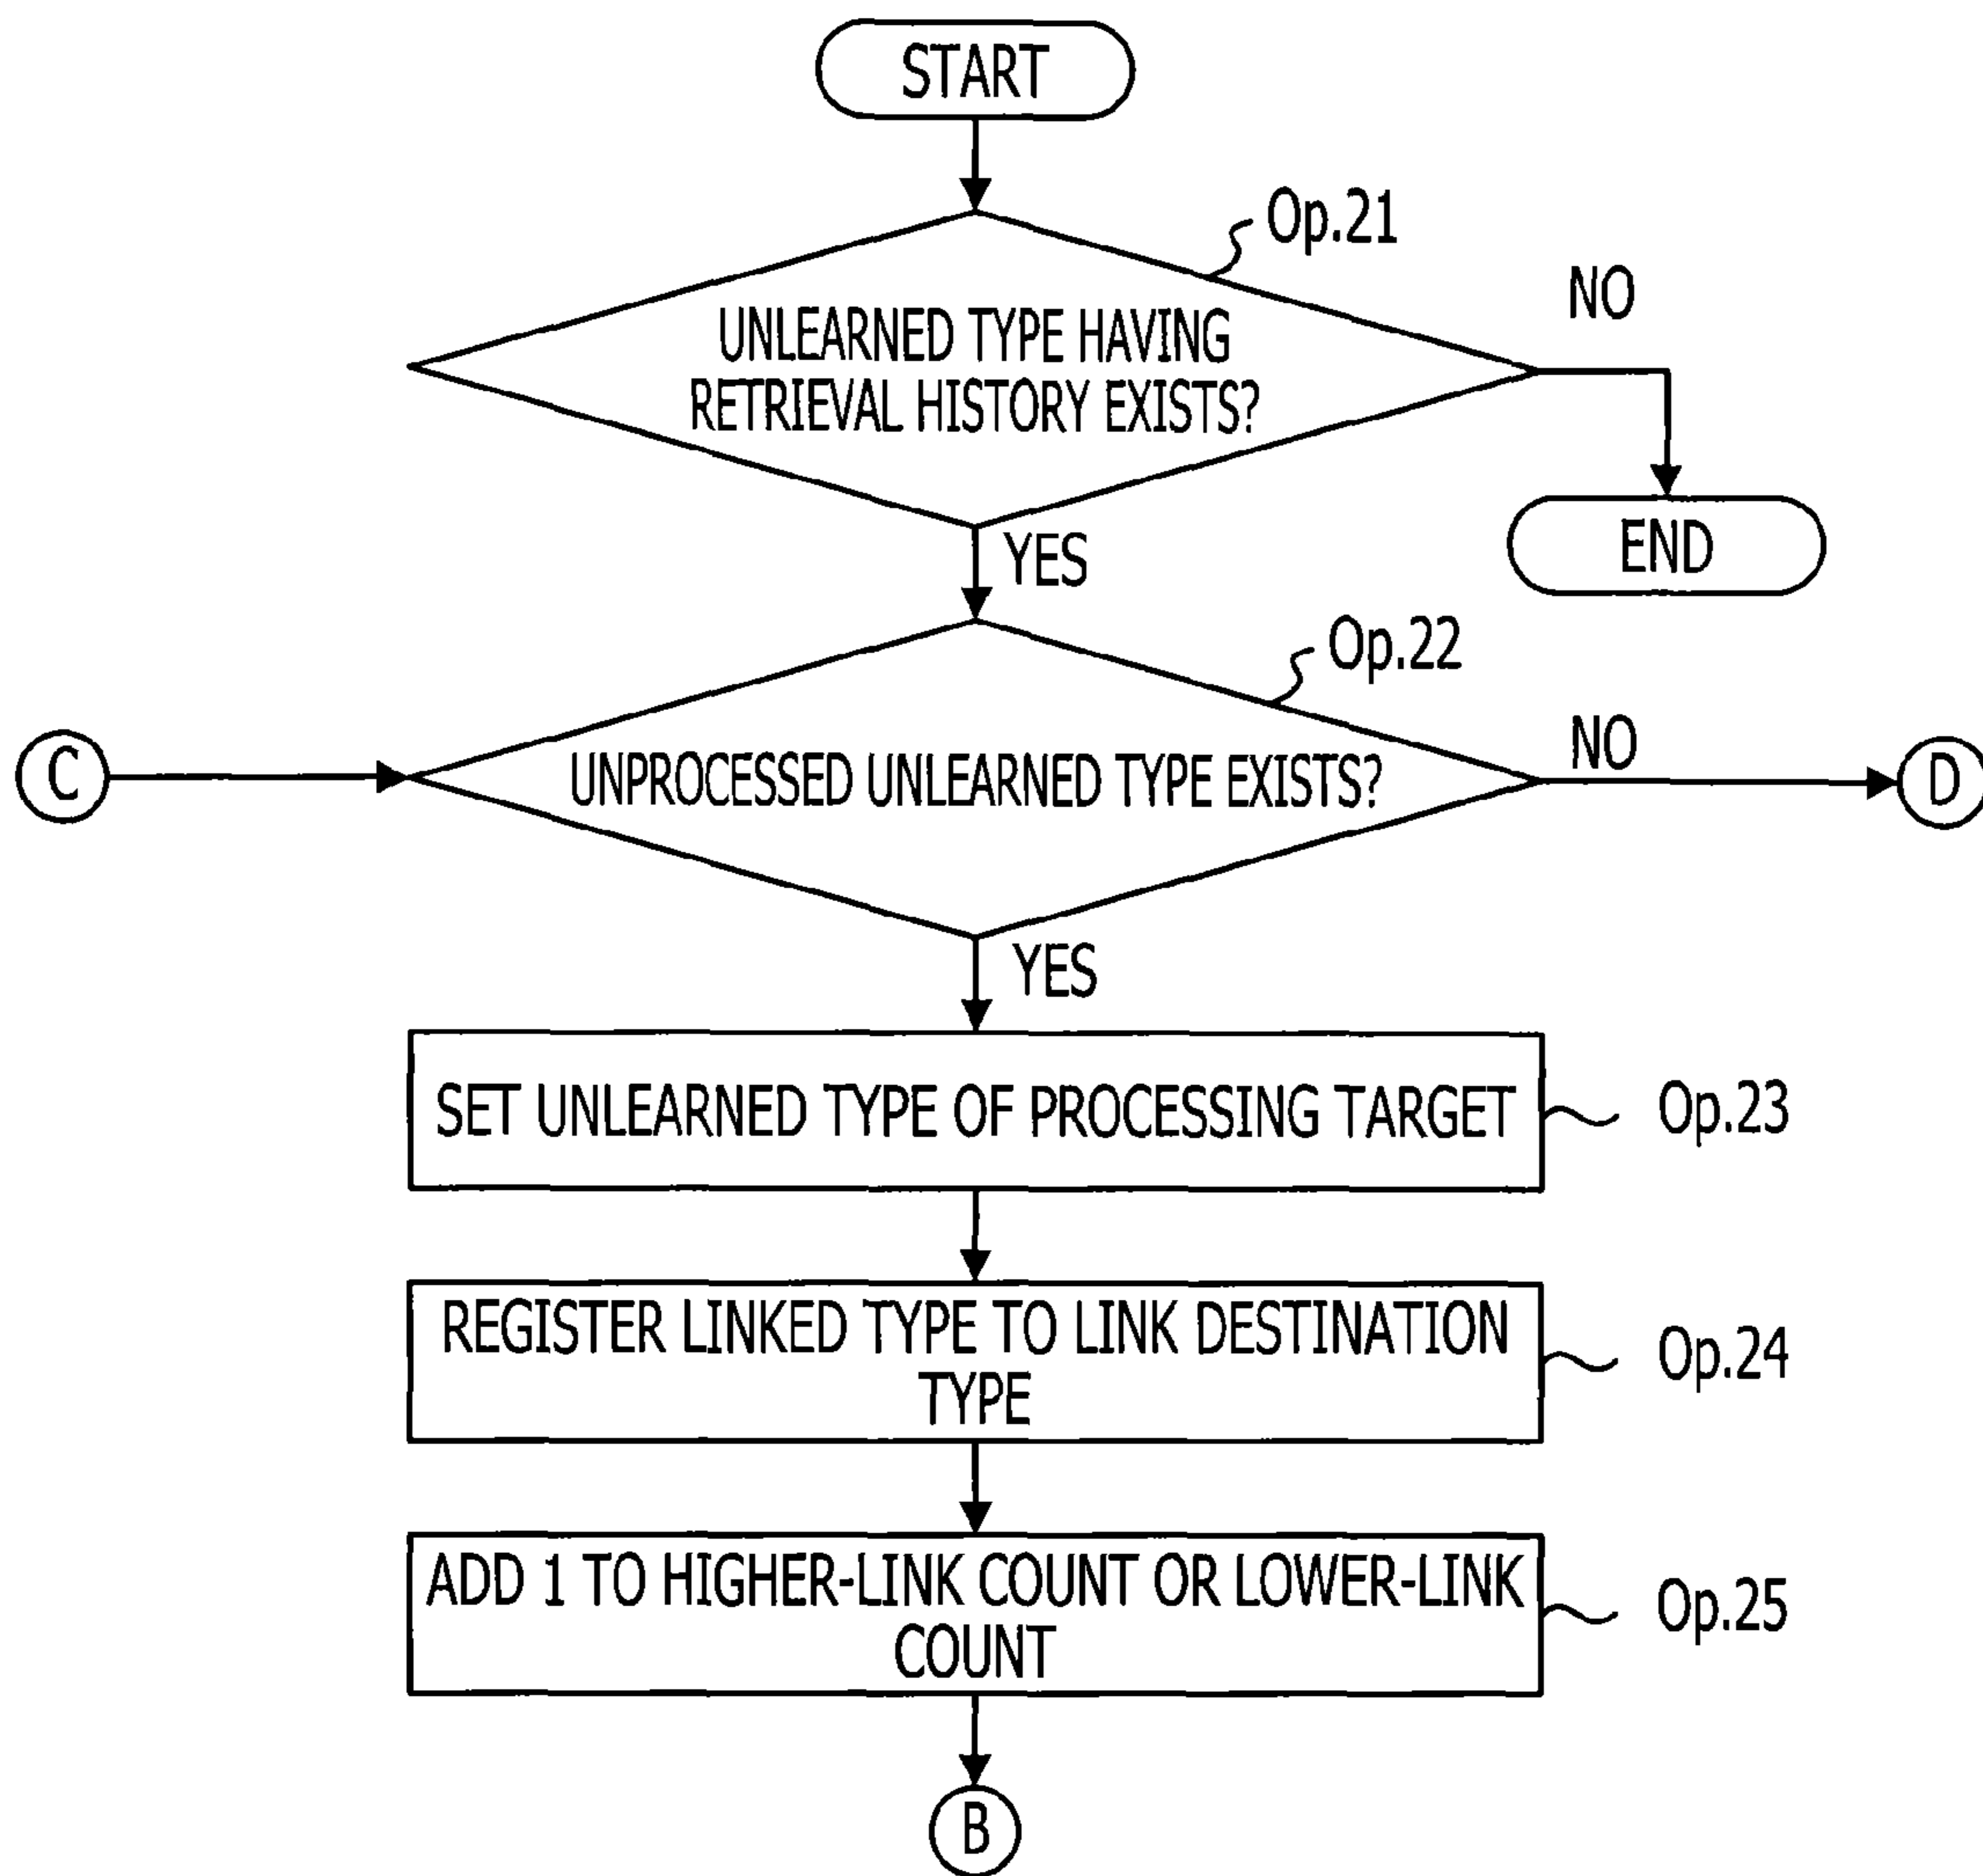 START
Op.21
NO
UNLEARNED TYPE HAVING
RETRIEVAL HISTORY EXISTS?
END
YES
Op.22
C
UNPROCESSED UNLEARNED TYPE EXISTS?
NO
D
YES
SET UNLEARNED TYPE OF PROCESSING TARGET
Op.23
REGISTER LINKED TYPE TO LINK DESTINATION
TYPE
Op.24
ADD 1 TO HIGHER-LINK COUNT OR LOWER-LINK
COUNT
Op.25
B